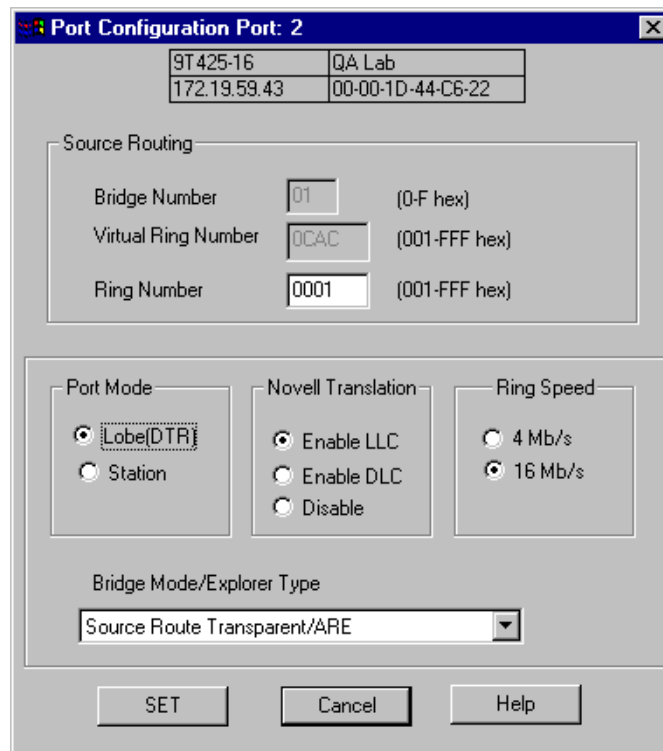 Port Configuration Port: 2
9T425-16 QA Lab
172.19.59.43 00-00-1D-44-C6-22
Source Routing
Bridge Number 01 (0-F hex)
Virtual Ring Number 0CAC (001-FFF hex)
Ring Number 0001 (001-FFF hex)
Port Mode Novell Translation Ring Speed
Lobe(DTR) Enable LLC 4 Mb/s
Station Enable DLC 16 Mb/s
Disable
Bridge Mode/Explorer Type
Source Route Transparent/ARE
SET Cancel Help